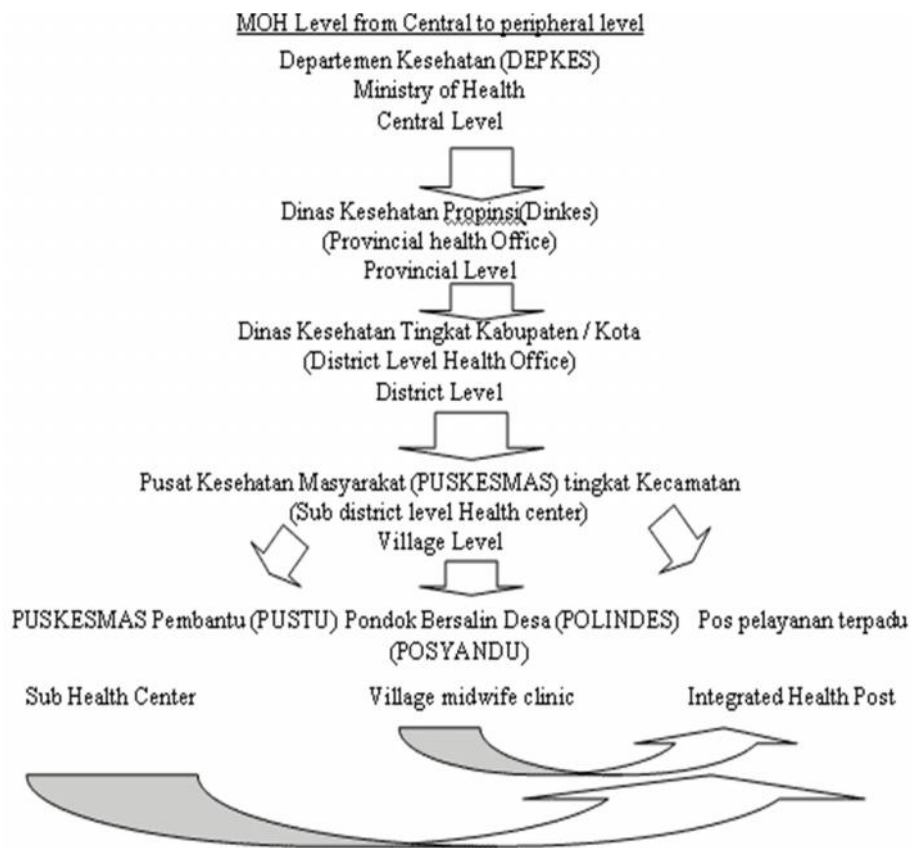 MOH Level from Central to peripheral level
Departemen Kesehatan (DEPKES)
Ministry of Health
Central Level
Dinas Kesehatan Propinsi(Dinkes)
(Provincial health Office)
Provincial Level
Dinas Kesehatan Tingkat Kabupaten / Kota
(District Level Health Office)
District Level
Pusat Kesehatan Masyarakat (PUSKESMAS) tingkat Kecamatan
(Sub district level Health center)
Village Level
PUSKESMAS Pembantu (PUSTU) Pondok Bersalin Desa (POLINDES) Pos pelayanan terpadu
(POSYANDU)
Sub Health Center Village midwife clinic Integrated Health Post